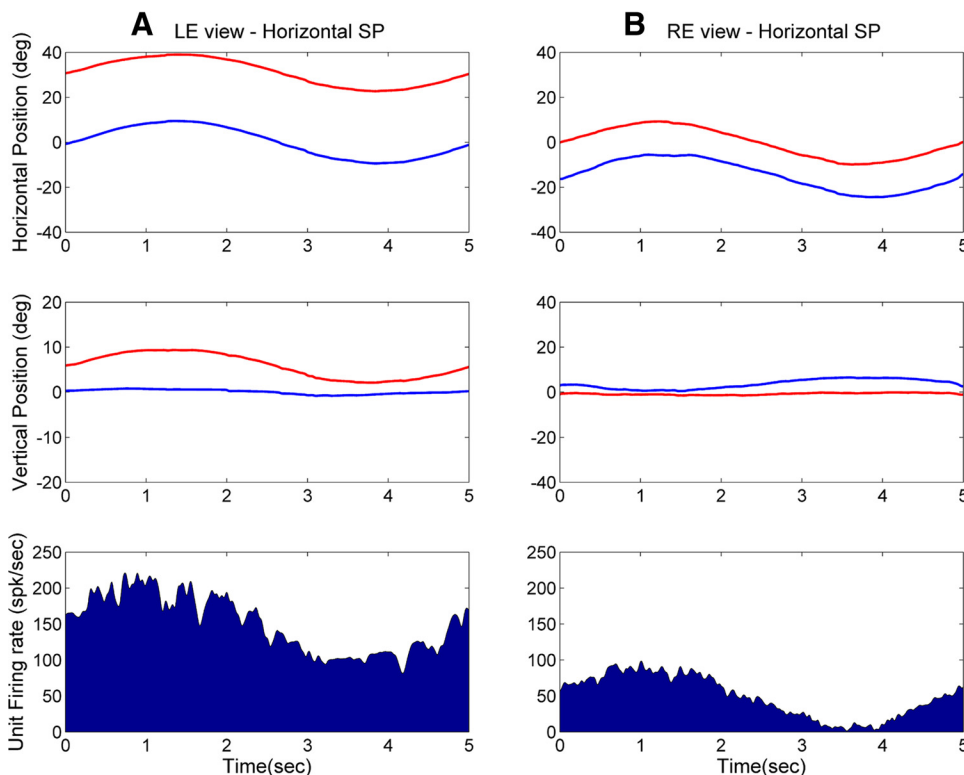 A LE view - Horizontal SP
B RE view - Horizontal SP
Horizontal Position (deg)
40
20
0
-20
-40
0 1 2 3 4 5
40
20
0
-20
-40
0 1 2 3 4 5
Vertical Position (deg)
20
10
0
-10
-20
0 1 2 3 4 5
40
20
0
-20
-40
0 1 2 3 4 5
Unit Firing rate (spk/sec)
250
200
150
100
50
0
0 1 2 3 4 5
Time(sec)
250
200
150
100
50
0
0 1 2 3 4 5
Time(sec)